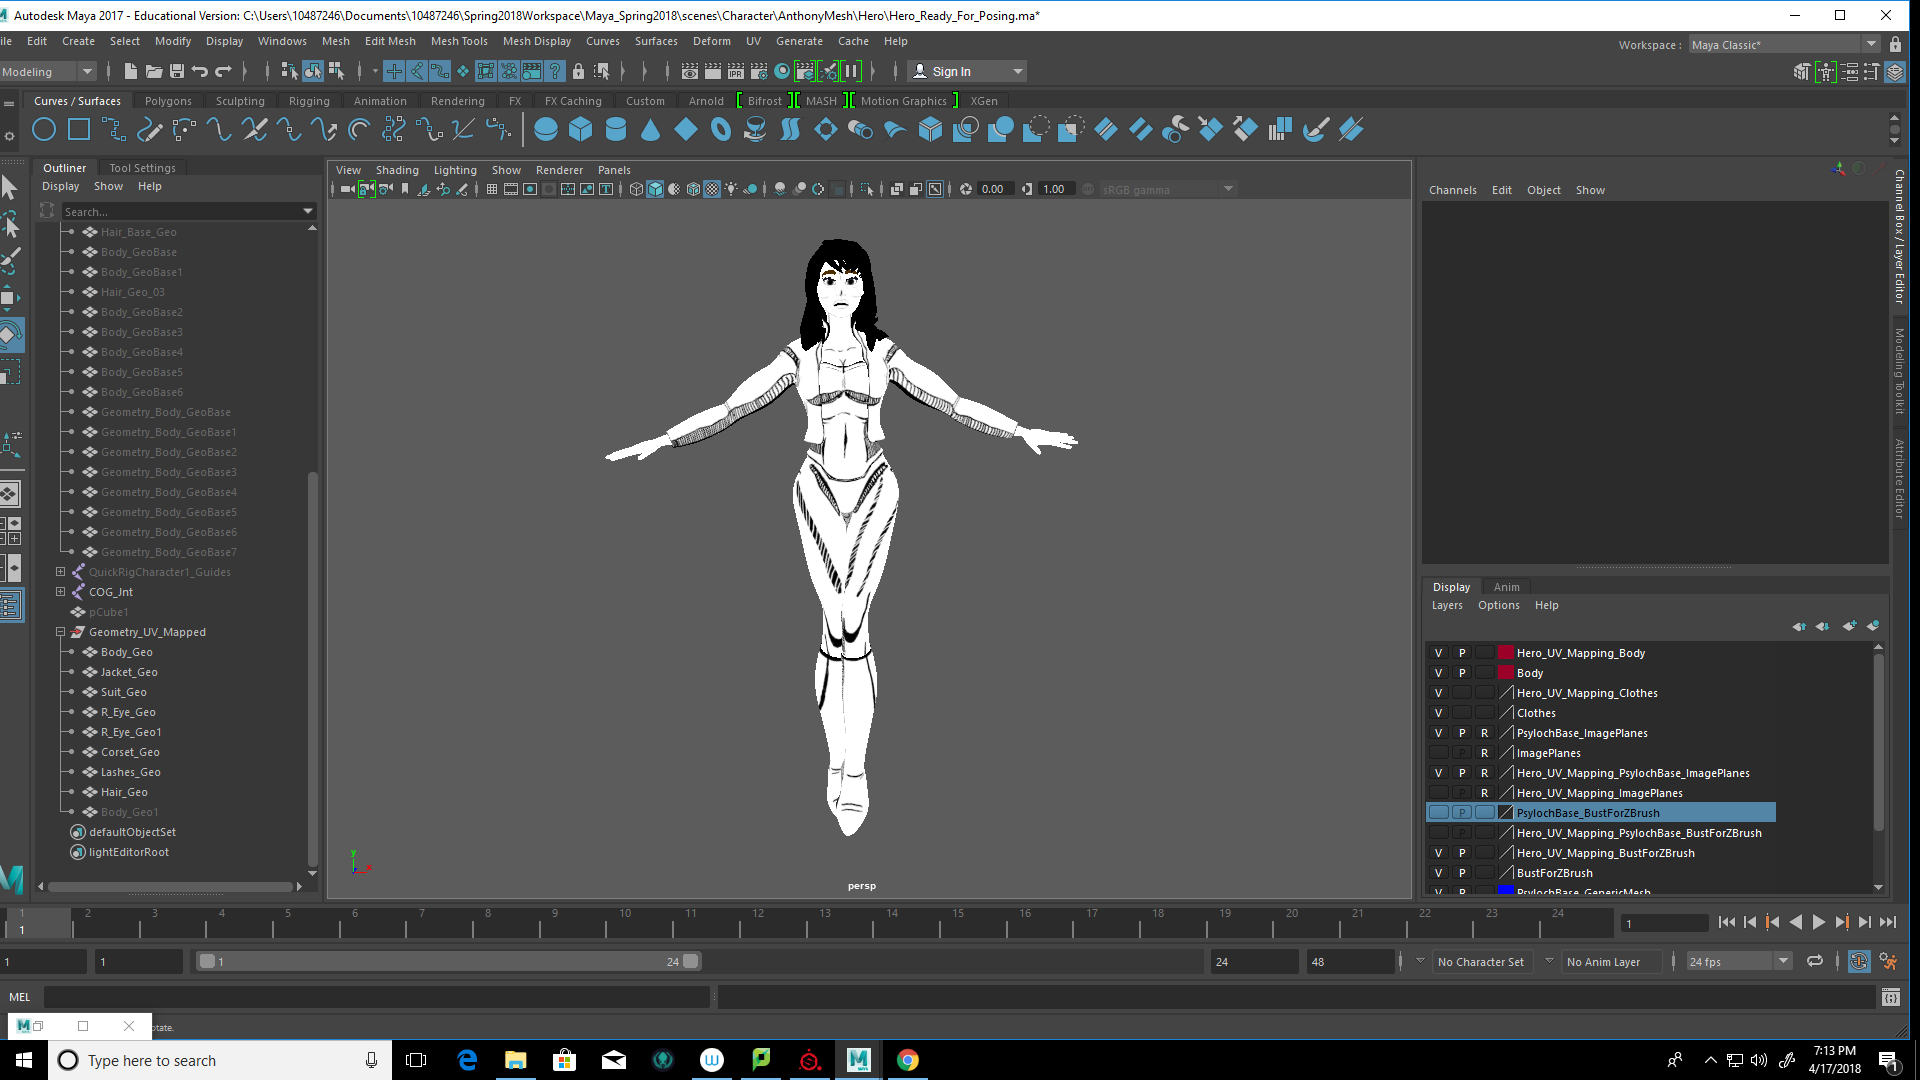 Autodesk Maya 2017 - Educational Version: C:\Users\10487246\Documents\10487246\Spring2018Workspace\Maya_Spring2018\scenes\Character\AnthonyMesh\Hero\Hero_Ready_For_Posing.ma*
ile Edit Create Select Modify Display Windows Mesh Edit Mesh Mesh Tools Mesh Display Curves Surfaces Deform UV Generate Cache Help
Workspace : Maya Classic*
Modeling
IPR
Sign In
Curves / Surfaces Polygons Sculpting Rigging Animation Rendering FX FX Caching Custom Arnold Bifrost MASH Motion Graphics XGen
Outliner Tool Settings
Display Show Help
Search...
Hair_Base_Geo
Body_GeoBase
Body_GeoBase1
Hair_Geo_03
Body_GeoBase2
Body_GeoBase3
Body_GeoBase4
Body_GeoBase5
Body_GeoBase6
Geometry_Body_GeoBase
Geometry_Body_GeoBase1
Geometry_Body_GeoBase2
Geometry_Body_GeoBase3
Geometry_Body_GeoBase4
Geometry_Body_GeoBase5
Geometry_Body_GeoBase6
Geometry_Body_GeoBase7
QuickRigCharacter1_Guides
COG_Jnt
pCube1
Geometry_UV_Mapped
Body_Geo
Jacket_Geo
Suit_Geo
R_Eye_Geo
R_Eye_Geo1
Corset_Geo
Lashes_Geo
Hair_Geo
Body_Geo1
defaultObjectSet
lightEditorRoot
View Shading Lighting Show Renderer Panels
0.00 1.00 sRGB gamma
y
persp
Channels Edit Object Show
Channel Box / Layer Editor
Modeling Toolkit
Attribute Editor
Display Anim
Layers Options Help
V P Hero_UV_Mapping_Body
V P Body
V Hero_UV_Mapping_Clothes
V Clothes
V P R PsylochBase_ImagePlanes
P R ImagePlanes
V P R Hero_UV_Mapping_PsylochBase_ImagePlanes
P R Hero_UV_Mapping_ImagePlanes
P PsylochBase_BustForZBrush
P Hero_UV_Mapping_PsylochBase_BustForZBrush
V P Hero_UV_Mapping_BustForZBrush
V P BustForZBrush
V P PsylochBase_GenericMesh
1 2 3 4 5 6 7 8 9 10 11 12 13 14 15 16 17 18 19 20 21 22 23 24
1
1
1 1 1 24 24 48 No Character Set No Anim Layer 24 fps
MEL
otate.
Type here to search
7:13 PM
4/17/2018
1